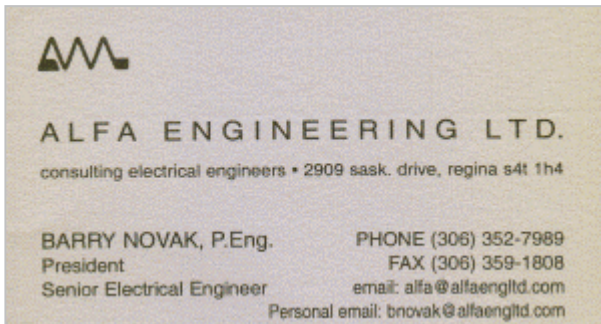 ALFA ENGINEERING LTD.
consulting electrical engineers • 2909 sask. drive, regina s4t 1h4
BARRY NOVAK, P.Eng. PHONE (306) 352-7989
President FAX (306) 359-1808
Senior Electrical Engineer email: alfa@alfaengltd.com
Personal email: bnovak@alfaengltd.com